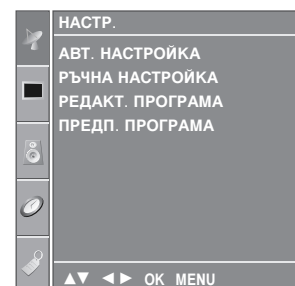 НАСТР.
АВТ. НАСТРОЙКА
РЪЧНА НАСТРОЙКА
РЕДАКТ. ПРОГРАМА
ПРЕДП. ПРОГРАМА
▲▼ ◄► OK MENU